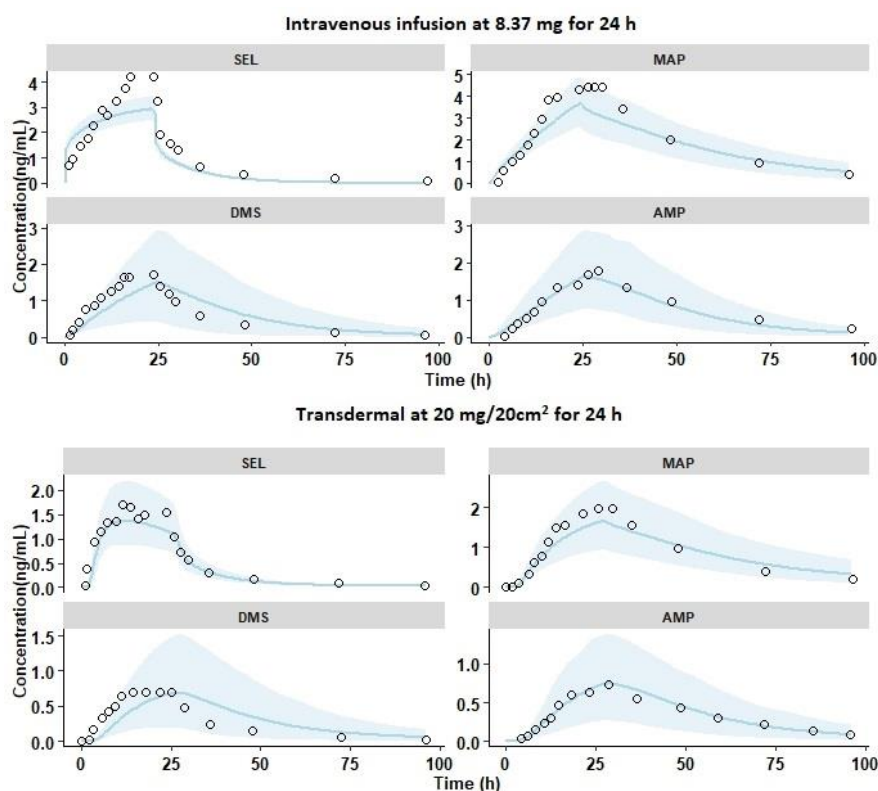 Intravenous infusion at 8.37 mg for 24 h
SEL MAP
4 3 2 1 0
5 4 3 2 1 0
DMS AMP
3 2 1 0
3 2 1 0
Concentration(ng/mL)
0 25 50 75 100 0 25 50 75 100
Time (h)
Transdermal at 20 mg/20cm² for 24 h
SEL MAP
2.0 1.5 1.0 0.5 0.0
2 1 0
DMS AMP
1.5 1.0 0.5 0.0
1.0 0.5 0.0
Concentration(ng/mL)
0 25 50 75 100 0 25 50 75 100
Time (h)